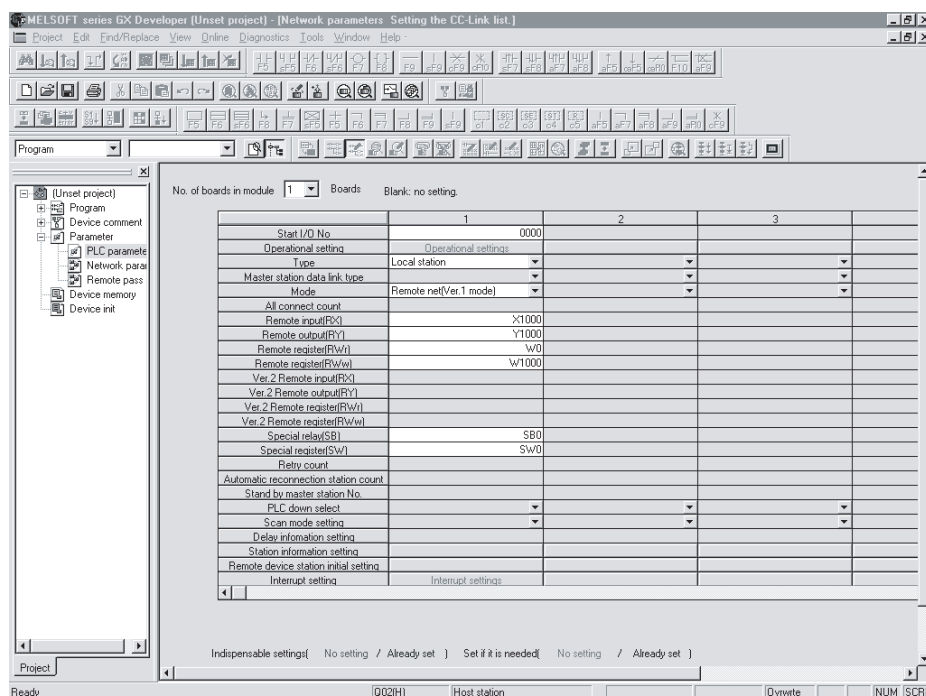 MELSOFT series GX Developer (Unset project) - [Network parameters Setting the CC-Link list.]
Project Edit Find/Replace View Online Diagnostics Tools Window Help
Program
No. of boards in module 1 Boards Blank: no setting.
(Unset project)
Program
Device comment
Parameter
PLC paramete
Network parar
Remote pass
Device memory
Device init
1 2 3
Start I/O No 0000
Operational setting Operational settings
Type Local station
Master station data link type
Mode Remote net(Ver.1 mode)
All connect count
Remote input(RX) X1000
Remote output(RY) Y1000
Remote register(RWr) W0
Remote register(RWw) W1000
Ver.2 Remote input(RX)
Ver.2 Remote output(RY)
Ver.2 Remote register(RWr)
Ver.2 Remote register(RWw)
Special relay(SB) SB0
Special register(SW) SW0
Retry count
Automatic reconnection station count
Stand by master station No.
PLC down select
Scan mode setting
Delay infomation setting
Station information setting
Remote device station initial setting
Interrupt setting Interrupt settings
Indispensable settings( No setting / Already set ) Set if it is needed( No setting / Already set )
Project
Ready Q02(H) Host station Ovrwrte NUM SCR